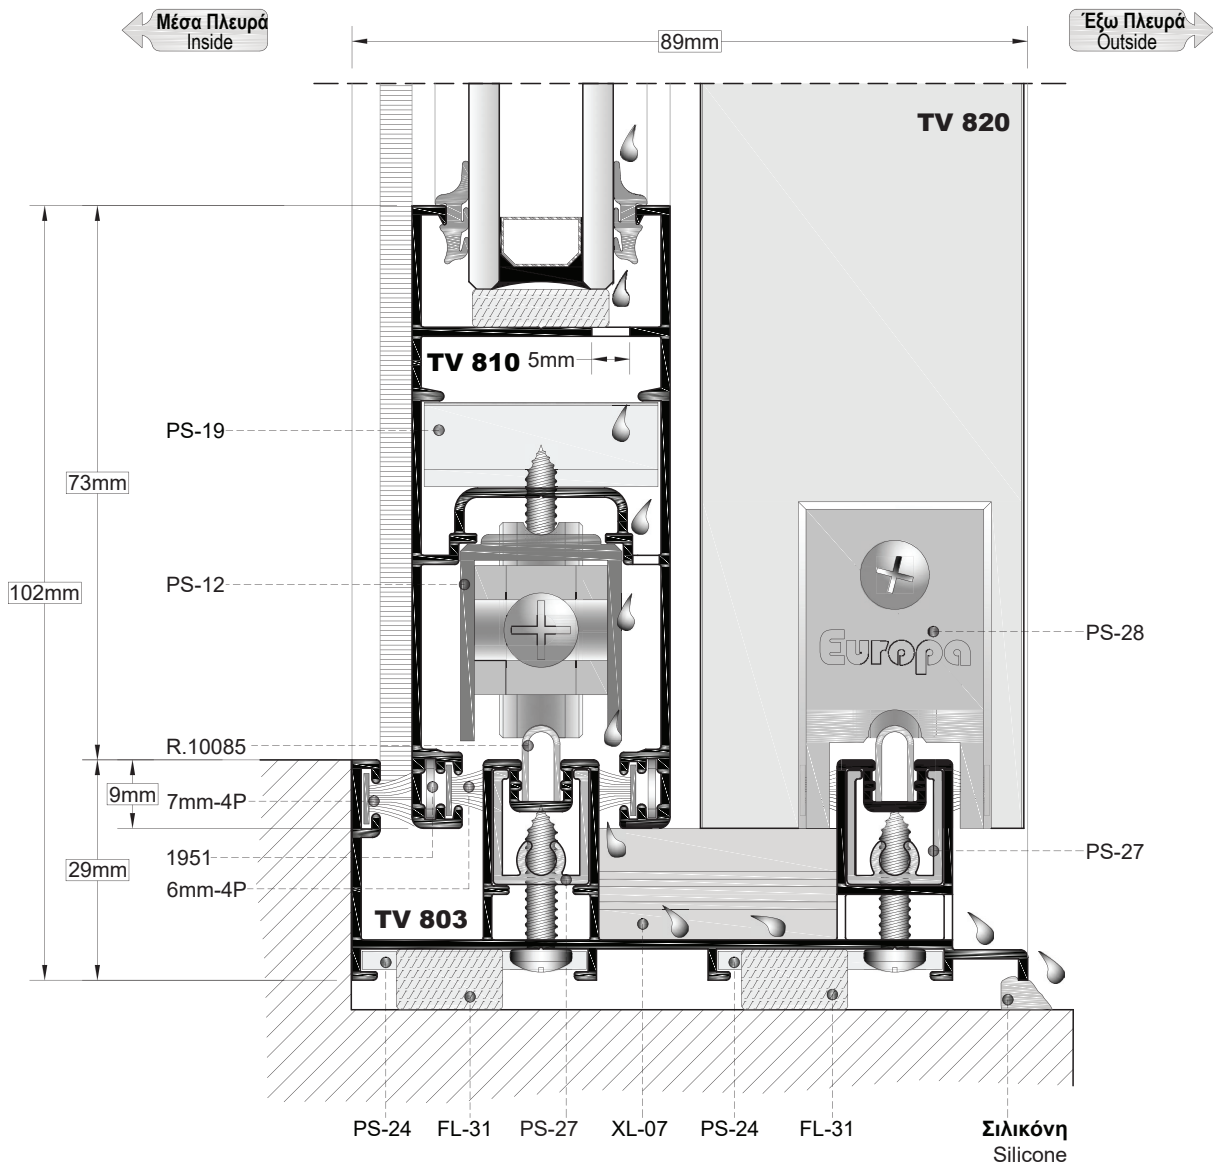 Μέσα Πλευρά
Inside
89mm
Έξω Πλευρά
Outside
TV 820
TV 810 5mm
PS-19
73mm
102mm
PS-12
PS-28
Europa
R.10085
9mm
7mm-4P
1951
29mm
6mm-4P
PS-27
TV 803
PS-24 FL-31 PS-27 XL-07 PS-24 FL-31 Σιλικόνη
Silicone